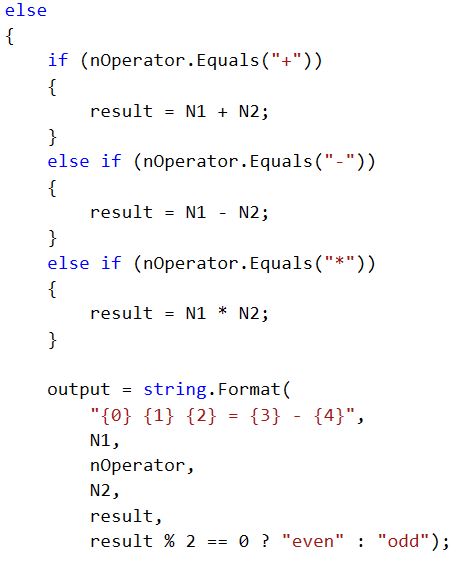 else
{
    if (nOperator.Equals("+"))
    {
        result = N1 + N2;
    }
    else if (nOperator.Equals("-"))
    {
        result = N1 - N2;
    }
    else if (nOperator.Equals("*"))
    {
        result = N1 * N2;
    }

    output = string.Format(
        "{0} {1} {2} = {3} - {4}",
        N1,
        nOperator,
        N2,
        result,
        result % 2 == 0 ? "even" : "odd");